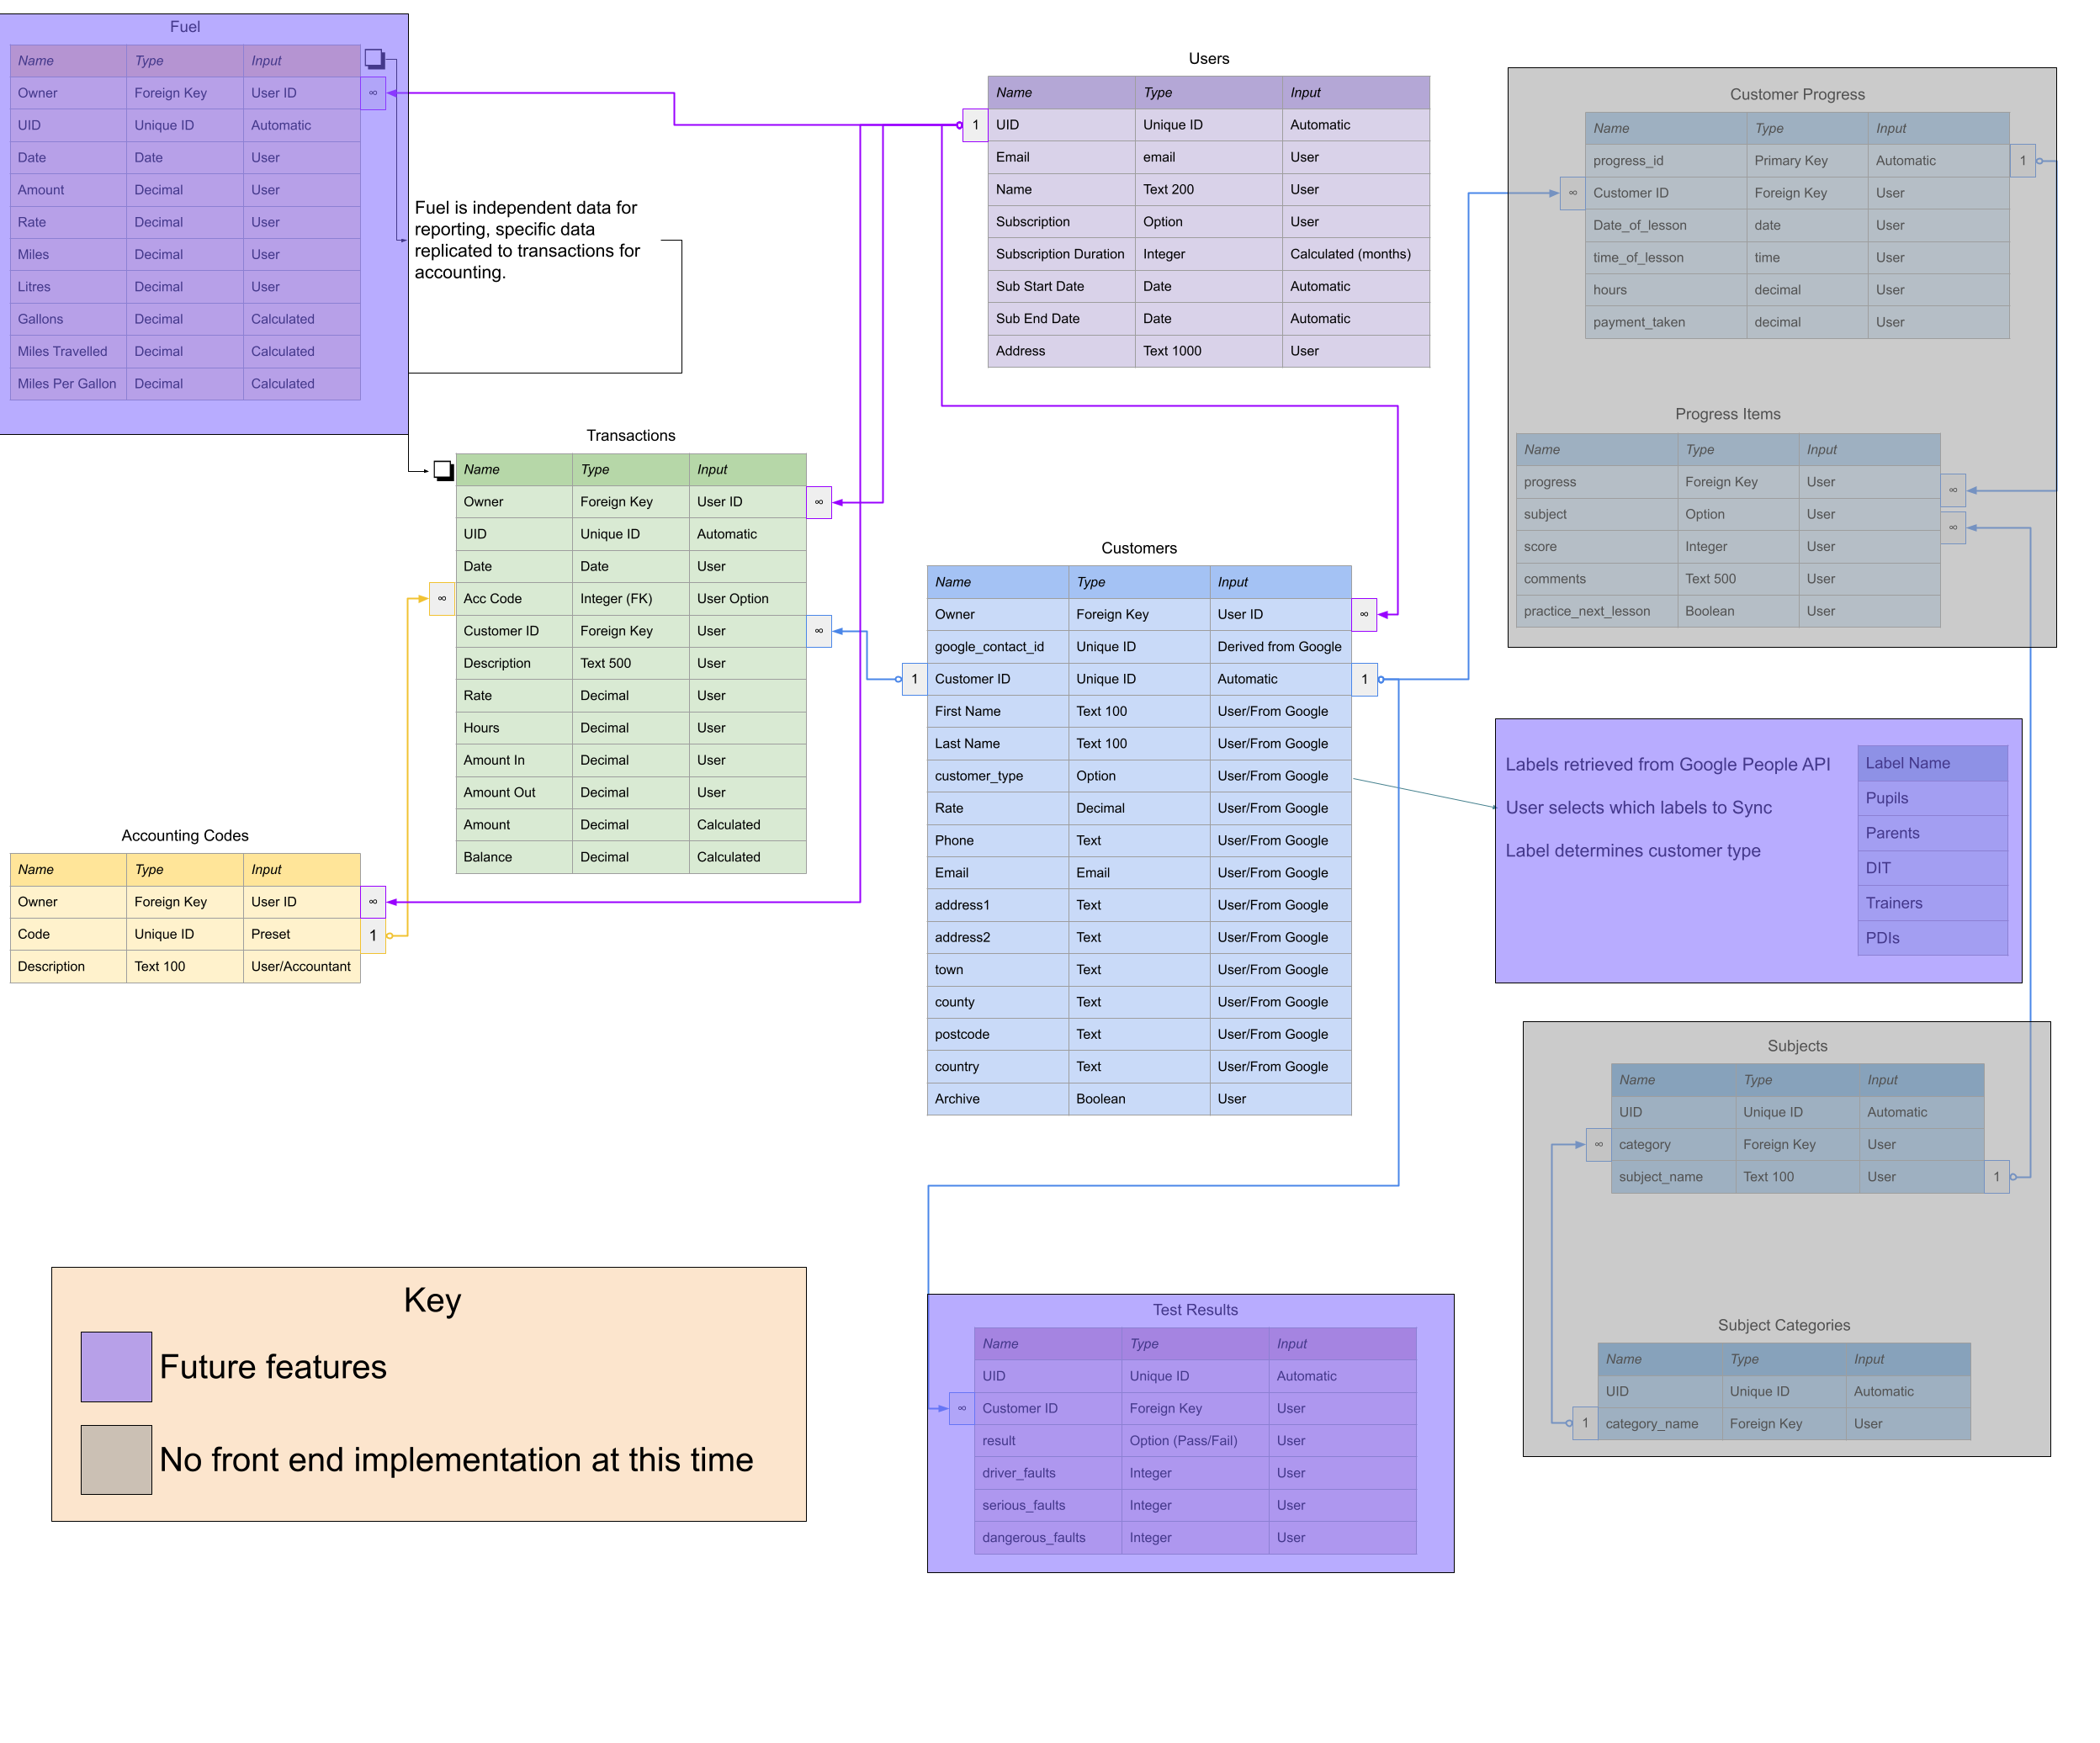 Fuel
Name Type Input
Owner Foreign Key User ID ∞
UID Unique ID Automatic
Date Date User
Amount Decimal User
Rate Decimal User
Miles Decimal User
Litres Decimal User
Gallons Decimal Calculated
Miles Travelled Decimal Calculated
Miles Per Gallon Decimal Calculated
Fuel is independent data for
reporting, specific data
replicated to transactions for
accounting.
Users
Name Type Input
1 UID Unique ID Automatic
Email email User
Name Text 200 User
Subscription Option User
Subscription Duration Integer Calculated (months)
Sub Start Date Date Automatic
Sub End Date Date Automatic
Address Text 1000 User
Customer Progress
Name Type Input
progress_id Primary Key Automatic 1
∞ Customer ID Foreign Key User
Date_of_lesson date User
time_of_lesson time User
hours decimal User
payment_taken decimal User
Progress Items
Name Type Input
progress Foreign Key User ∞
subject Option User ∞
score Integer User
comments Text 500 User
practice_next_lesson Boolean User
Transactions
Name Type Input
Owner Foreign Key User ID ∞
UID Unique ID Automatic
Date Date User
∞ Acc Code Integer (FK) User Option
Customer ID Foreign Key User ∞
Description Text 500 User
Rate Decimal User
Hours Decimal User
Amount In Decimal User
Amount Out Decimal User
Amount Decimal Calculated
Balance Decimal Calculated
Customers
Name Type Input
Owner Foreign Key User ID ∞
google_contact_id Unique ID Derived from Google
1 Customer ID Unique ID Automatic 1
First Name Text 100 User/From Google
Last Name Text 100 User/From Google
customer_type Option User/From Google
Rate Decimal User/From Google
Phone Text User/From Google
Email Email User/From Google
address1 Text User/From Google
address2 Text User/From Google
town Text User/From Google
county Text User/From Google
postcode Text User/From Google
country Text User/From Google
Archive Boolean User
Accounting Codes
Name Type Input
Owner Foreign Key User ID ∞
Code Unique ID Preset 1
Description Text 100 User/Accountant
Labels retrieved from Google People API
User selects which labels to Sync
Label determines customer type
Label Name
Pupils
Parents
DIT
Trainers
PDIs
Subjects
Name Type Input
UID Unique ID Automatic
∞ category Foreign Key User
subject_name Text 100 User 1
Subject Categories
Name Type Input
UID Unique ID Automatic
1 category_name Foreign Key User
Test Results
Name Type Input
UID Unique ID Automatic
∞ Customer ID Foreign Key User
result Option (Pass/Fail) User
driver_faults Integer User
serious_faults Integer User
dangerous_faults Integer User
Key
Future features
No front end implementation at this time